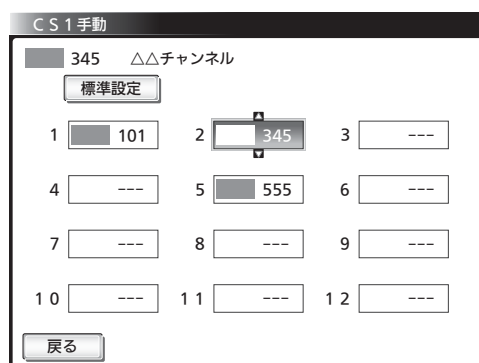 CS1手動
345 △△チャンネル
標準設定
1 101 2 345 3 ---
4 --- 5 555 6 ---
7 --- 8 --- 9 ---
10 --- 11 --- 12 ---
戻る